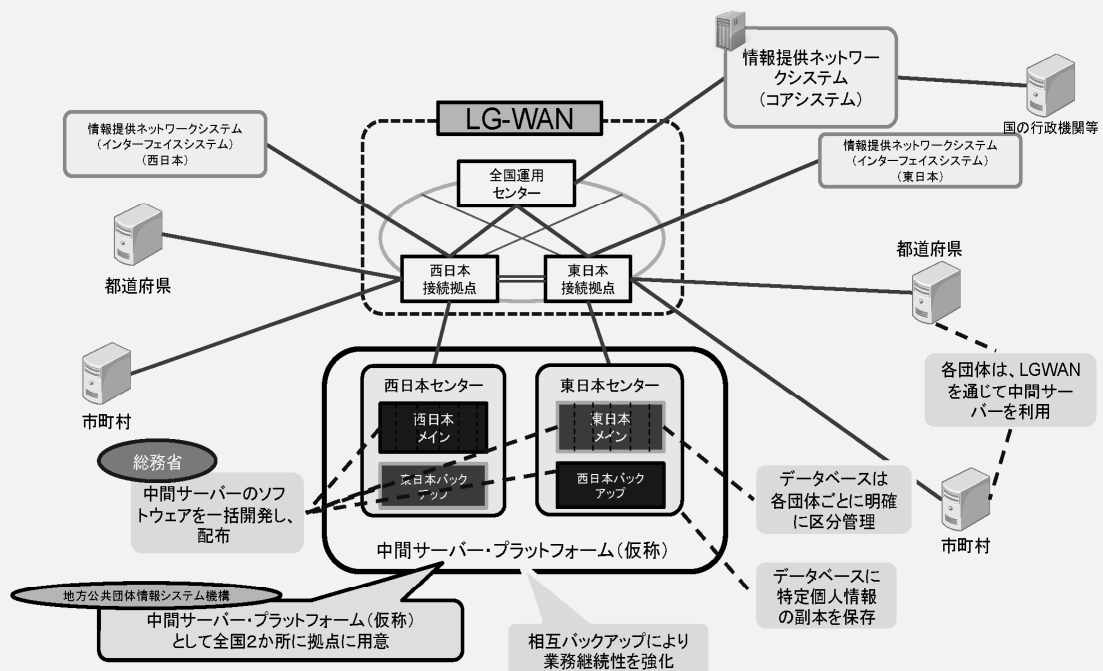 情報提供ネットワー
クシステム
(コアシステム)
国の行政機関等
LG-WAN
情報提供ネットワークシステム
(インターフェイスシステム)
(西日本)
情報提供ネットワークシステム
(インターフェイスシステム)
(東日本)
全国運用
センター
都道府県
西日本
接続拠点
東日本
接続拠点
都道府県
市町村
西日本センター
西日本
メイン
東日本バック
アップ
東日本センター
東日本
メイン
西日本バック
アップ
各団体は、LGWAN
を通じて中間サー
バーを利用
総務省
中間サーバーのソフ
トウェアを一括開発し、
配布
データベースは
各団体ごとに明確
に区分管理
市町村
中間サーバー・プラットフォーム(仮称)
地方公共団体情報システム機構
中間サーバー・プラットフォーム(仮称)
として全国2か所に拠点に用意
データベースに
特定個人情報
の副本を保存
相互バックアップにより
業務継続性を強化